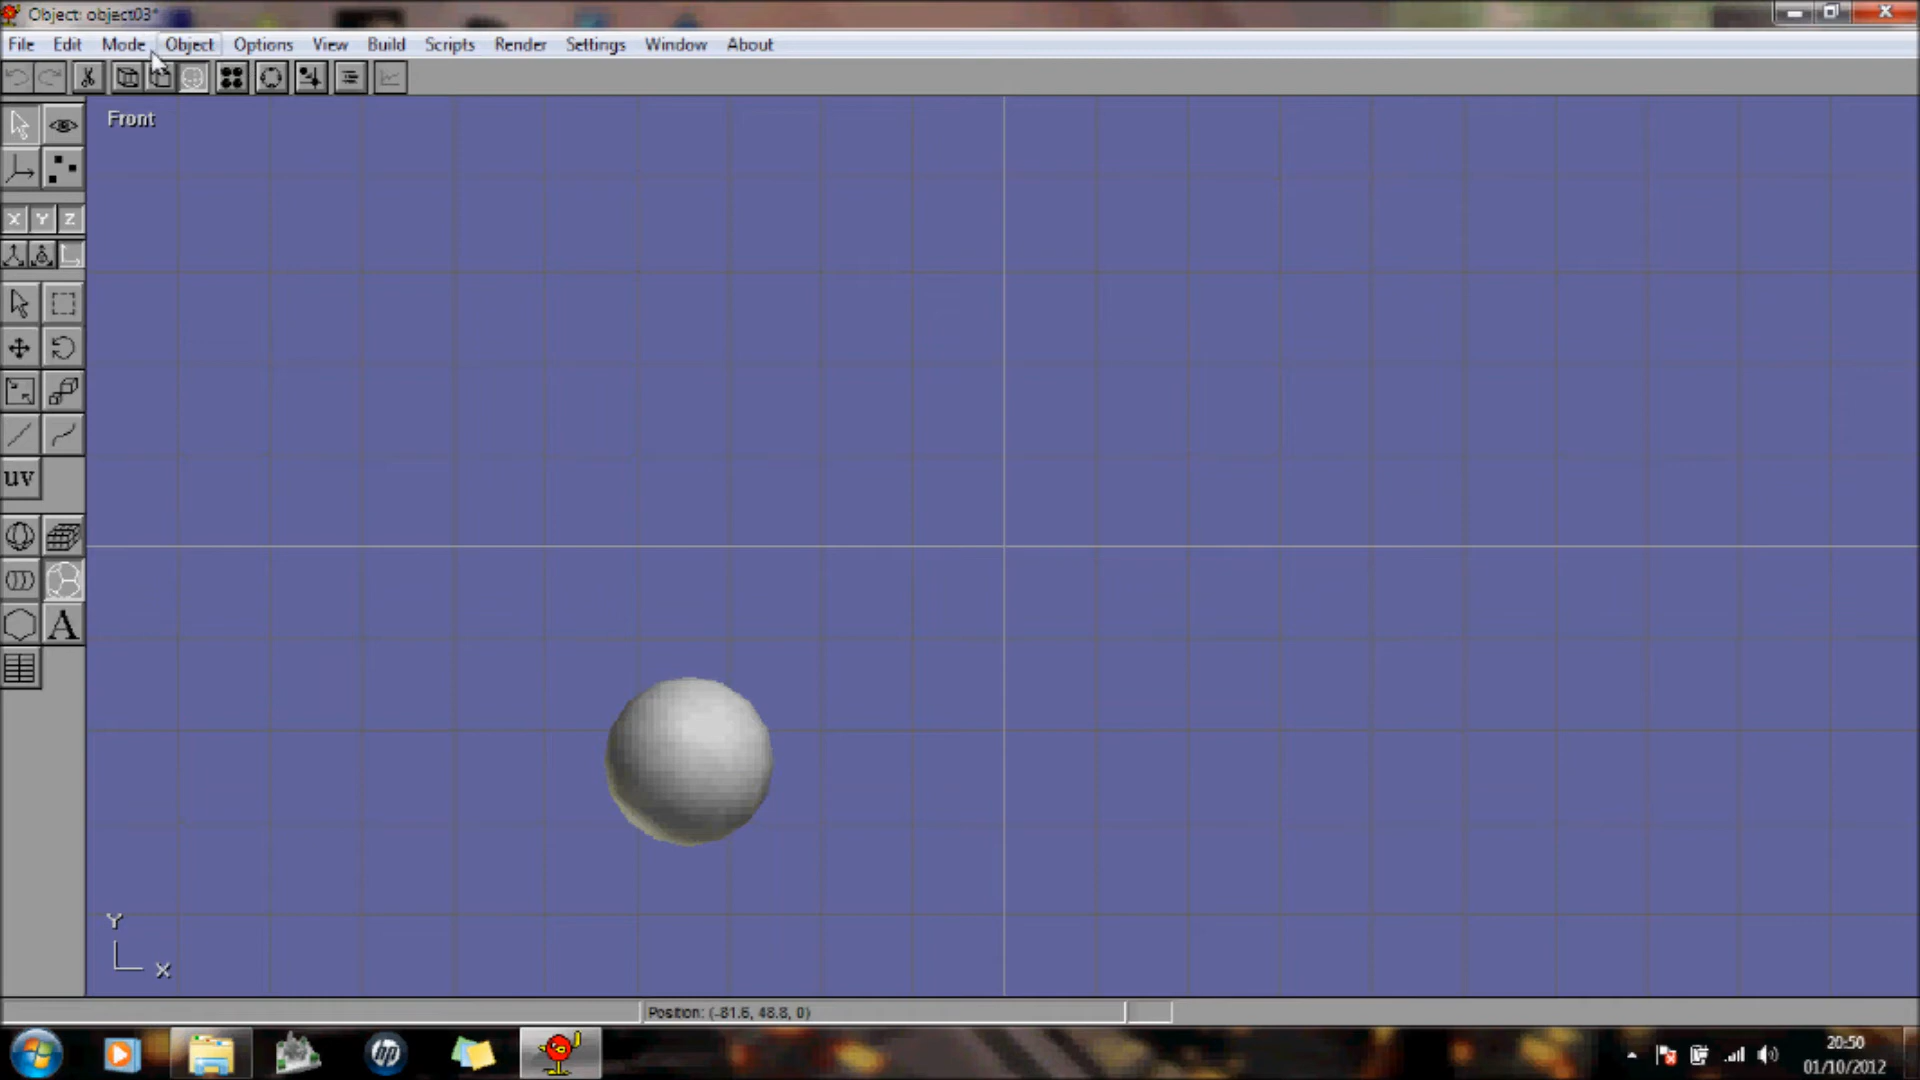 Object: object03*
File Edit Mode Object Options View Build Scripts Render Settings Window About
Front
X Y Z
uv
A
Y
X
Position: (-81.6, 48.8, 0)
hp
20:50
01/10/2012